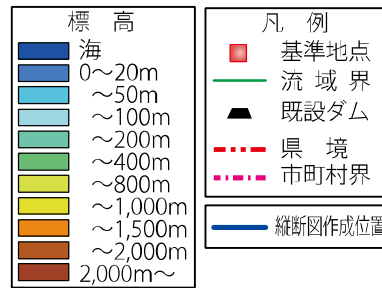 標高
海
0～20m
～50m
～100m
～200m
～400m
～800m
～1,000m
～1,500m
～2,000m
2,000m～
凡例
基準地点
流域界
既設ダム
県境
市町村界
縦断図作成位置